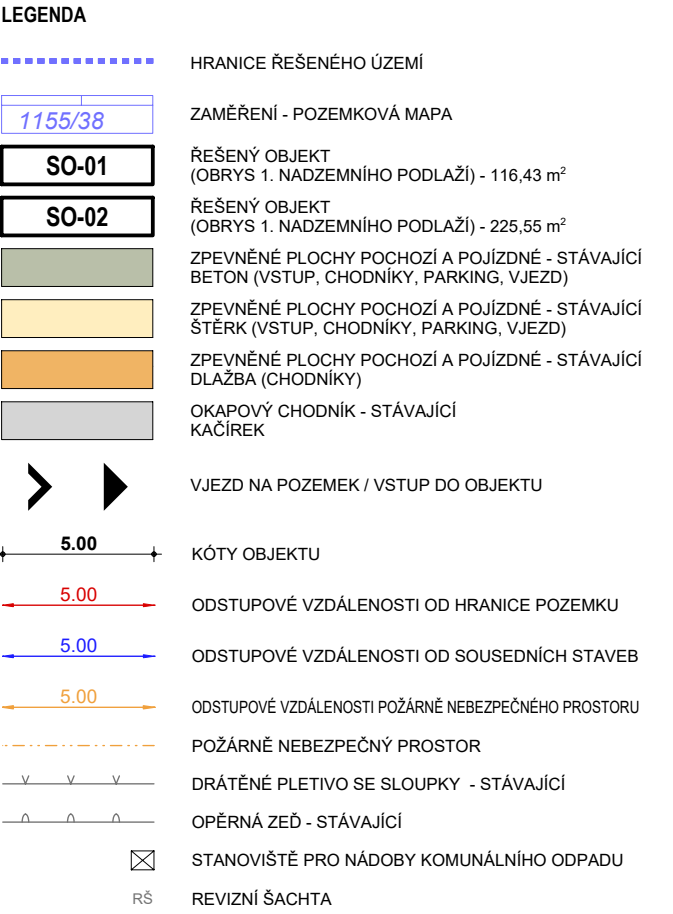 LEGENDA
HRANICE ŘEŠENÉHO ÚZEMÍ
1155/38 ZAMĚŘENÍ - POZEMKOVÁ MAPA
SO-01 ŘEŠENÝ OBJEKT
(OBRYS 1. NADZEMNÍHO PODLAŽÍ) - 116,43 m²
SO-02 ŘEŠENÝ OBJEKT
(OBRYS 1. NADZEMNÍHO PODLAŽÍ) - 225,55 m²
ZPEVNĚNÉ PLOCHY POCHOZÍ A POJÍZDNÉ - STÁVAJÍCÍ
BETON (VSTUP, CHODNÍKY, PARKING, VJEZD)
ZPEVNĚNÉ PLOCHY POCHOZÍ A POJÍZDNÉ - STÁVAJÍCÍ
ŠTĚRK (VSTUP, CHODNÍKY, PARKING, VJEZD)
ZPEVNĚNÉ PLOCHY POCHOZÍ A POJÍZDNÉ - STÁVAJÍCÍ
DLAŽBA (CHODNÍKY)
OKAPOVÝ CHODNÍK - STÁVAJÍCÍ
KAČÍREK
VJEZD NA POZEMEK / VSTUP DO OBJEKTU
5.00 KÓTY OBJEKTU
5.00 ODSTUPOVÉ VZDÁLENOSTI OD HRANICE POZEMKU
5.00 ODSTUPOVÉ VZDÁLENOSTI OD SOUSEDNÍCH STAVEB
5.00 ODSTUPOVÉ VZDÁLENOSTI POŽÁRNĚ NEBEZPEČNÉHO PROSTORU
POŽÁRNĚ NEBEZPEČNÝ PROSTOR
DRÁTĚNÉ PLETIVO SE SLOUPKY - STÁVAJÍCÍ
OPĚRNÁ ZEĎ - STÁVAJÍCÍ
STANOVIŠTĚ PRO NÁDOBY KOMUNÁLNÍHO ODPADU
RŠ REVIZNÍ ŠACHTA